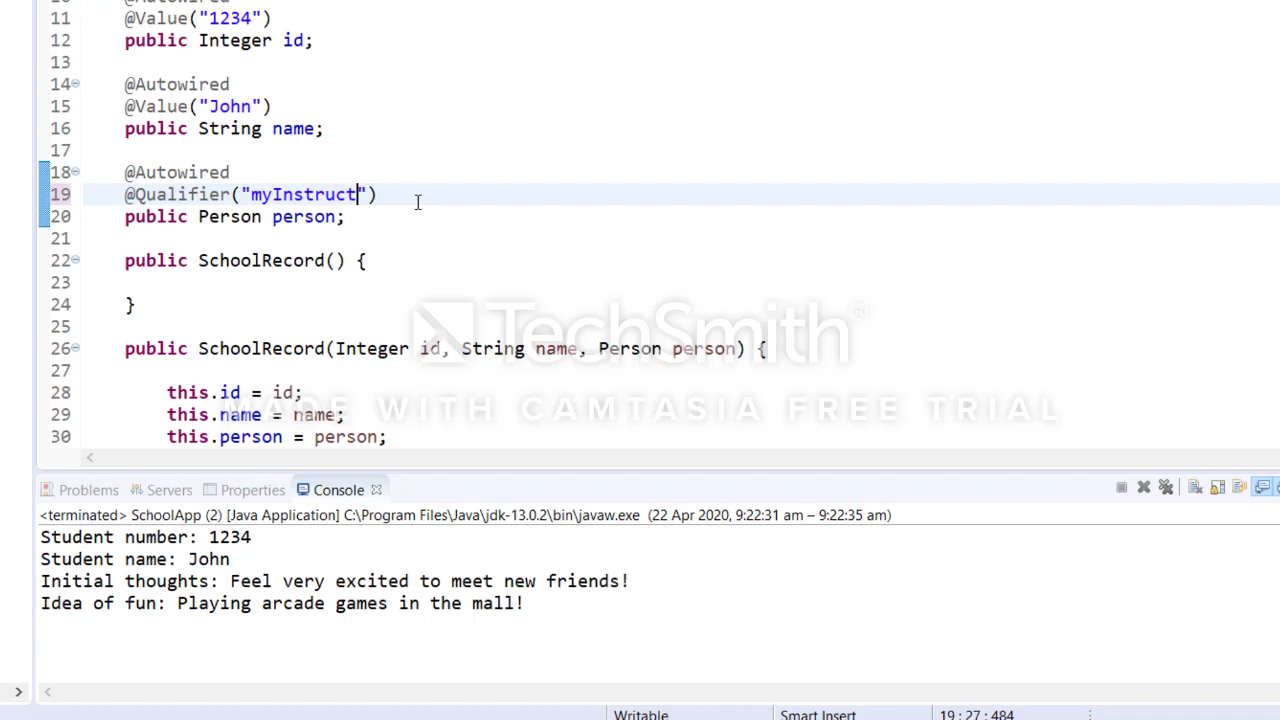 @Autowired
11 @Value("1234")
12 public Integer id;
13
14 @Autowired
15 @Value("John")
16 public String name;
17
18 @Autowired
19 @Qualifier("myInstruct")
20 public Person person;
21
22 public SchoolRecord() {
23
24 }
25
26 public SchoolRecord(Integer id, String name, Person person) {
27
28 this.id = id;
29 this.name = name;
30 this.person = person;
TechSmith®
MADE WITH CAMTASIA FREE TRIAL
Problems Servers Properties Console
<terminated> SchoolApp (2) [Java Application] C:\Program Files\Java\jdk-13.0.2\bin\javaw.exe (22 Apr 2020, 9:22:31 am – 9:22:35 am)
Student number: 1234
Student name: John
Initial thoughts: Feel very excited to meet new friends!
Idea of fun: Playing arcade games in the mall!
Writable Smart Insert 19 : 27 : 484